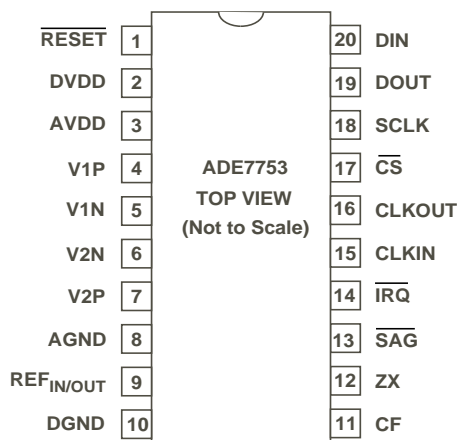 RESET 1
DVDD 2
AVDD 3
V1P 4
V1N 5
V2N 6
V2P 7
AGND 8
REFIN/OUT 9
DGND 10
ADE7753
TOP VIEW
(Not to Scale)
20 DIN
19 DOUT
18 SCLK
17 CS
16 CLKOUT
15 CLKIN
14 IRQ
13 SAG
12 ZX
11 CF